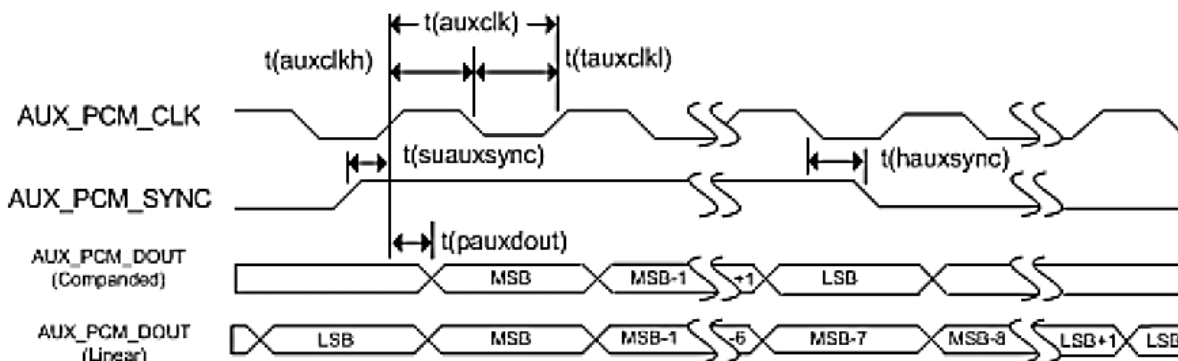 t(auxclk)
t(auxclkh)
t(tauxclkl)
AUX_PCM_CLK
t(suauxsync)
t(hauxsync)
AUX_PCM_SYNC
t(pauxdout)
AUX_PCM_DOUT
(Companded)
MSB
MSB-1
+1
LSB
AUX_PCM_DOUT
(Linear)
LSB
MSB
MSB-1
-6
MSB-7
MSB-8
LSB+1
LSB